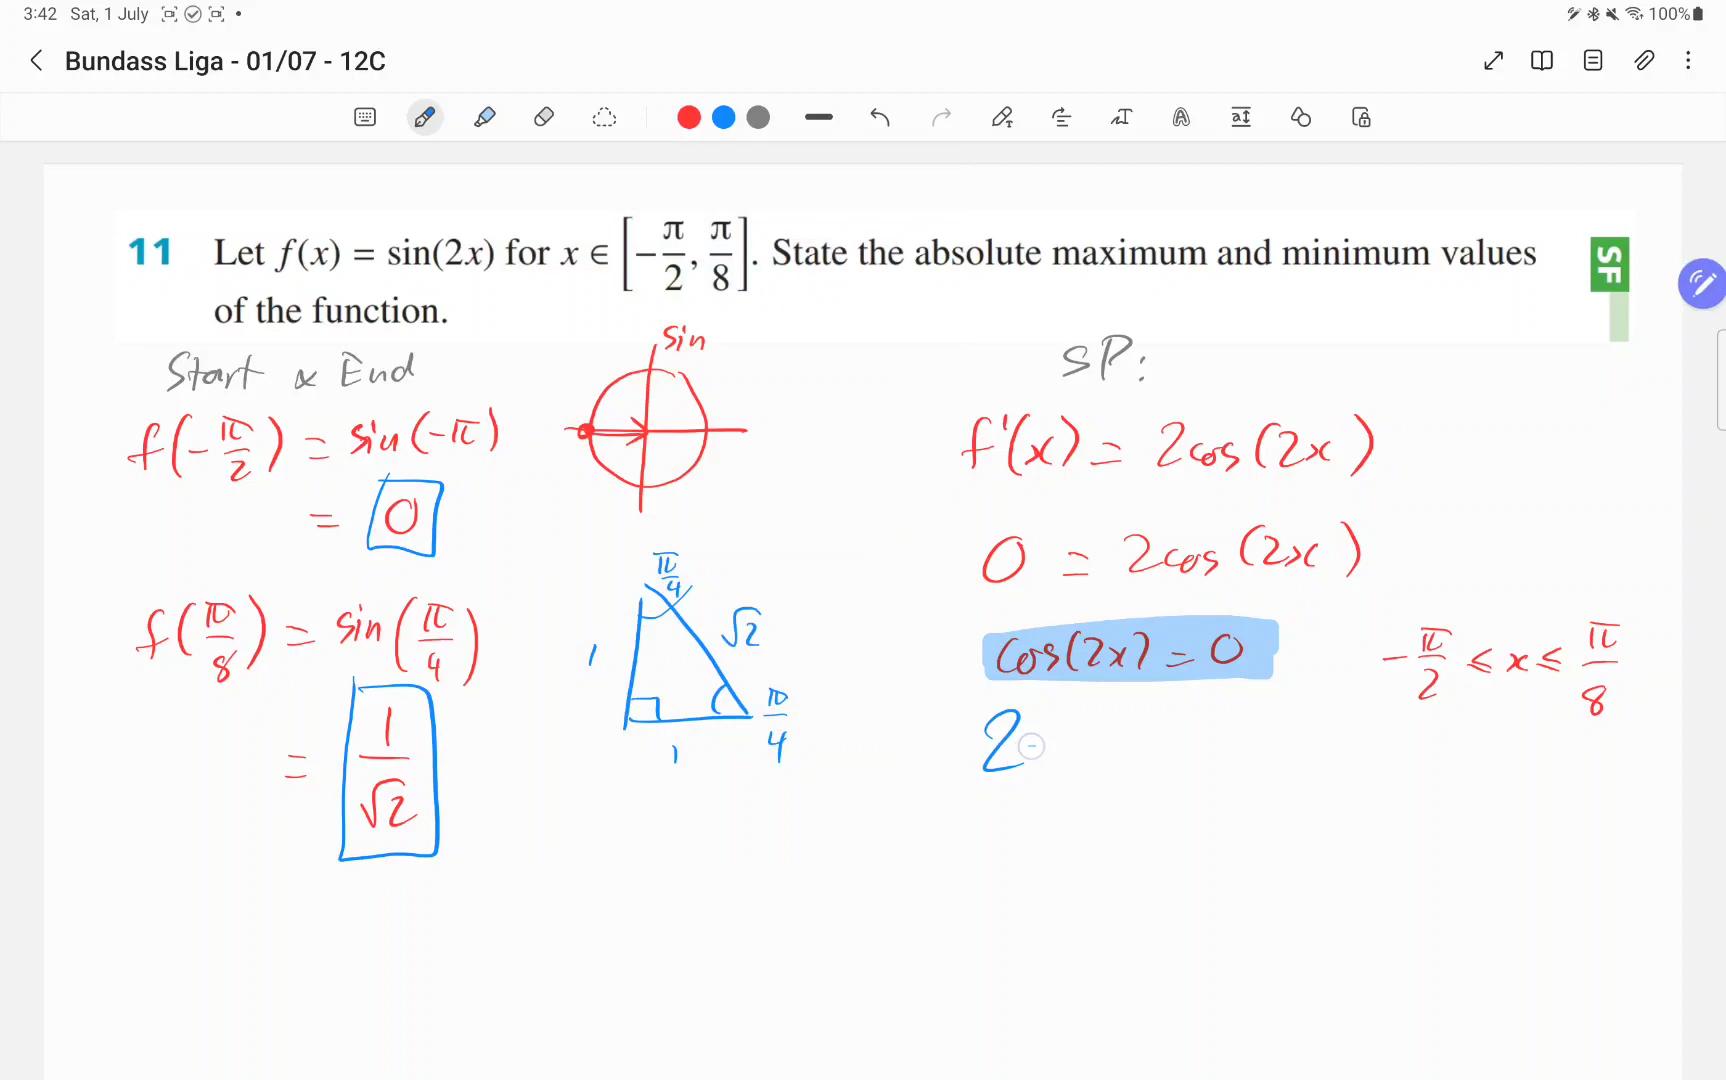 3:42 Sat, 1 July
100%
Bundass Liga - 01/07 - 12C
11 Let f(x) = sin(2x) for x ∈ [−π/2, π/8]. State the absolute maximum and minimum values
of the function.
SF
Start & End
sin
SP:
f(-π/2) = sin(-π)
= 0
f'(x) = 2cos(2x)
0 = 2cos(2x)
f(π/8) = sin(π/4)
= 1/√2
π/4
√2
1
π/4
1
cos(2x) = 0
-π/2 ≤ x ≤ π/8
2